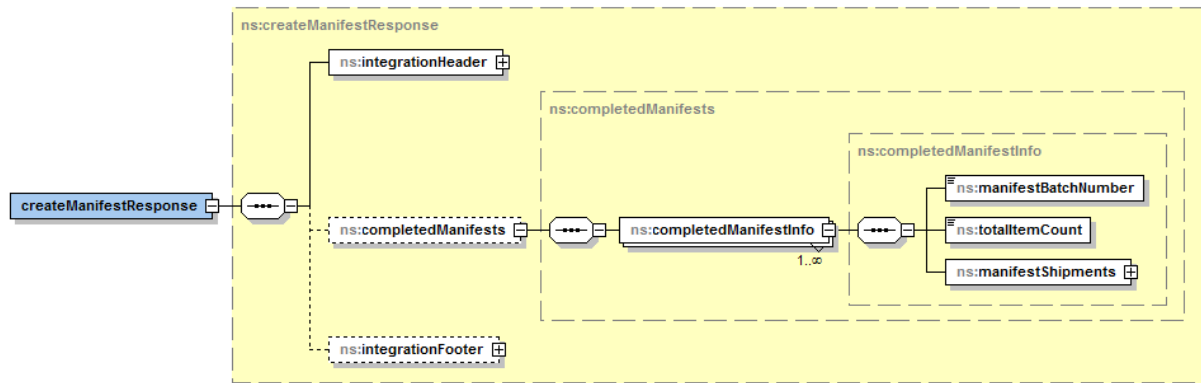 ns:createManifestResponse
ns:integrationHeader
ns:completedManifests
ns:completedManifestInfo
ns:manifestBatchNumber
createManifestResponse
ns:completedManifests
ns:completedManifestInfo
ns:totalItemCount
1..∞
ns:manifestShipments
ns:integrationFooter